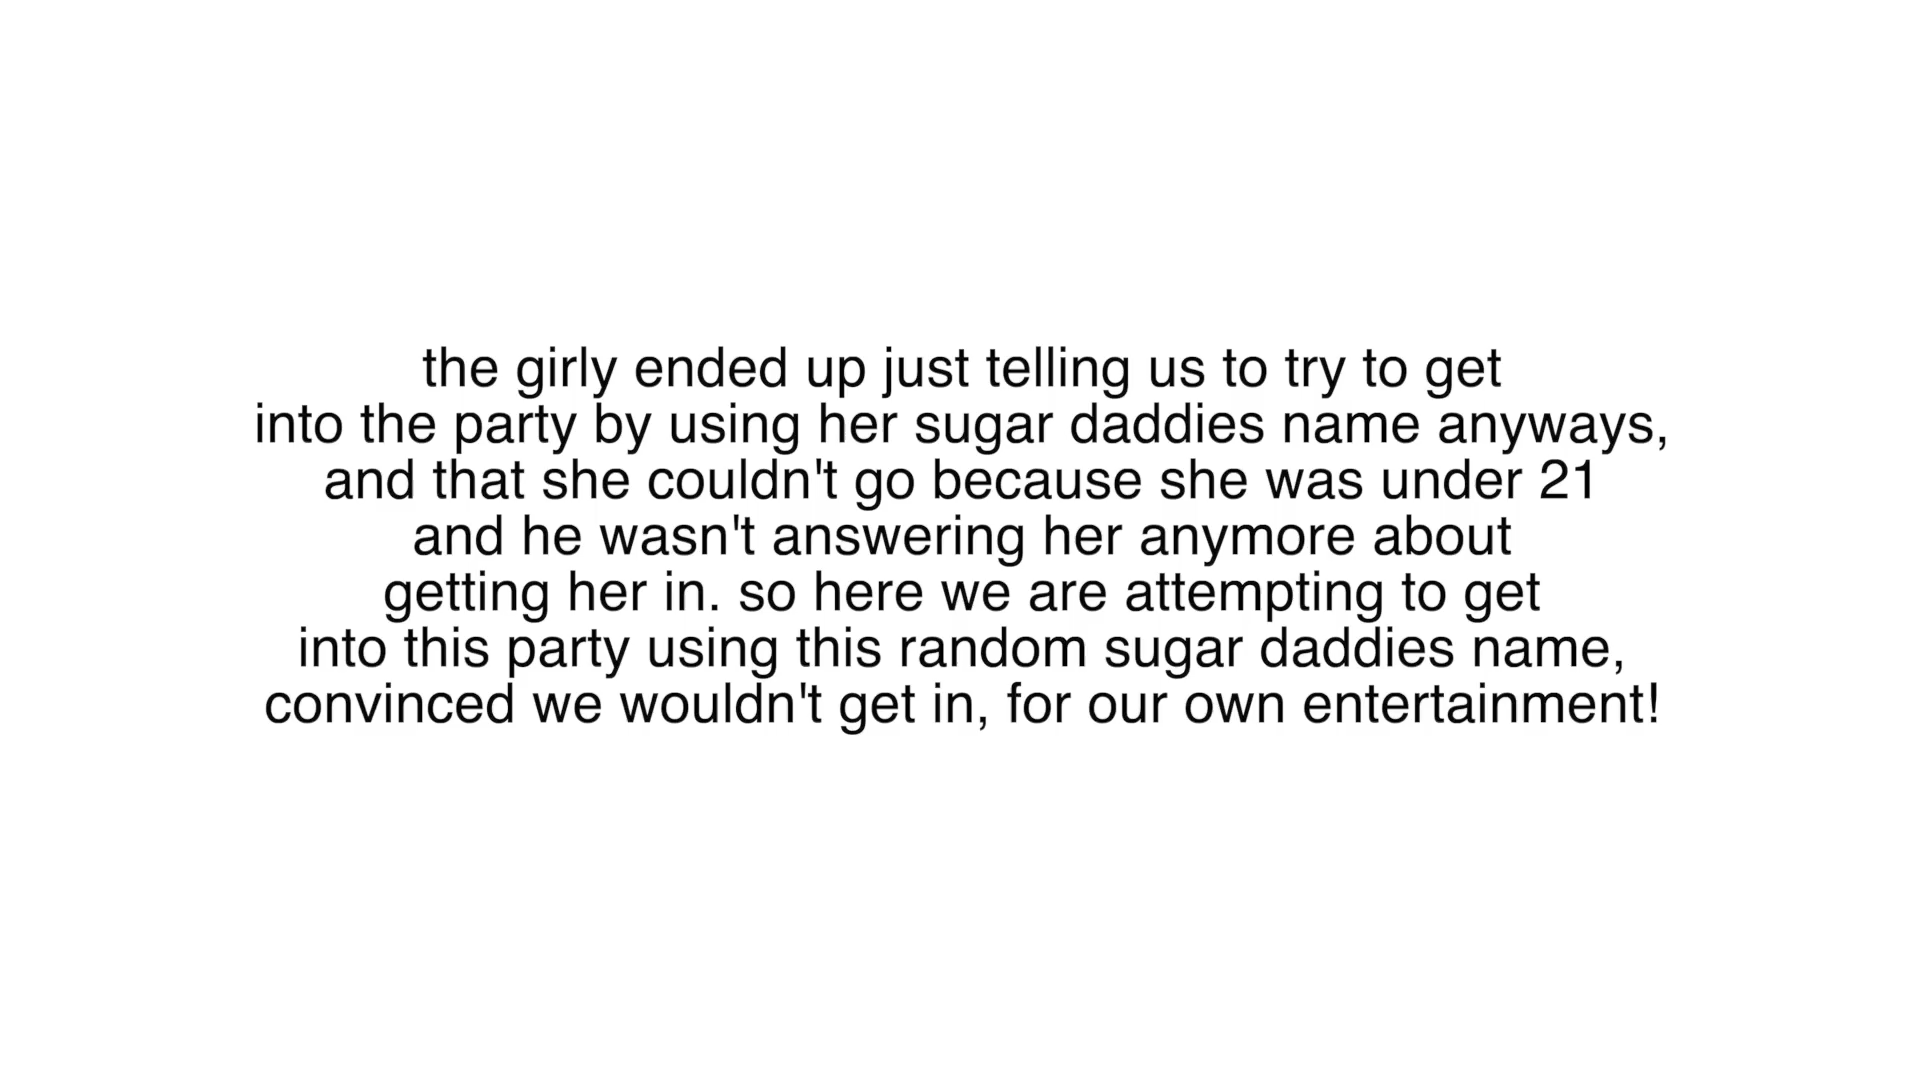 the girly ended up just telling us to try to get
into the party by using her sugar daddies name anyways,
and that she couldn't go because she was under 21
and he wasn't answering her anymore about
getting her in. so here we are attempting to get
into this party using this random sugar daddies name,
convinced we wouldn't get in, for our own entertainment!